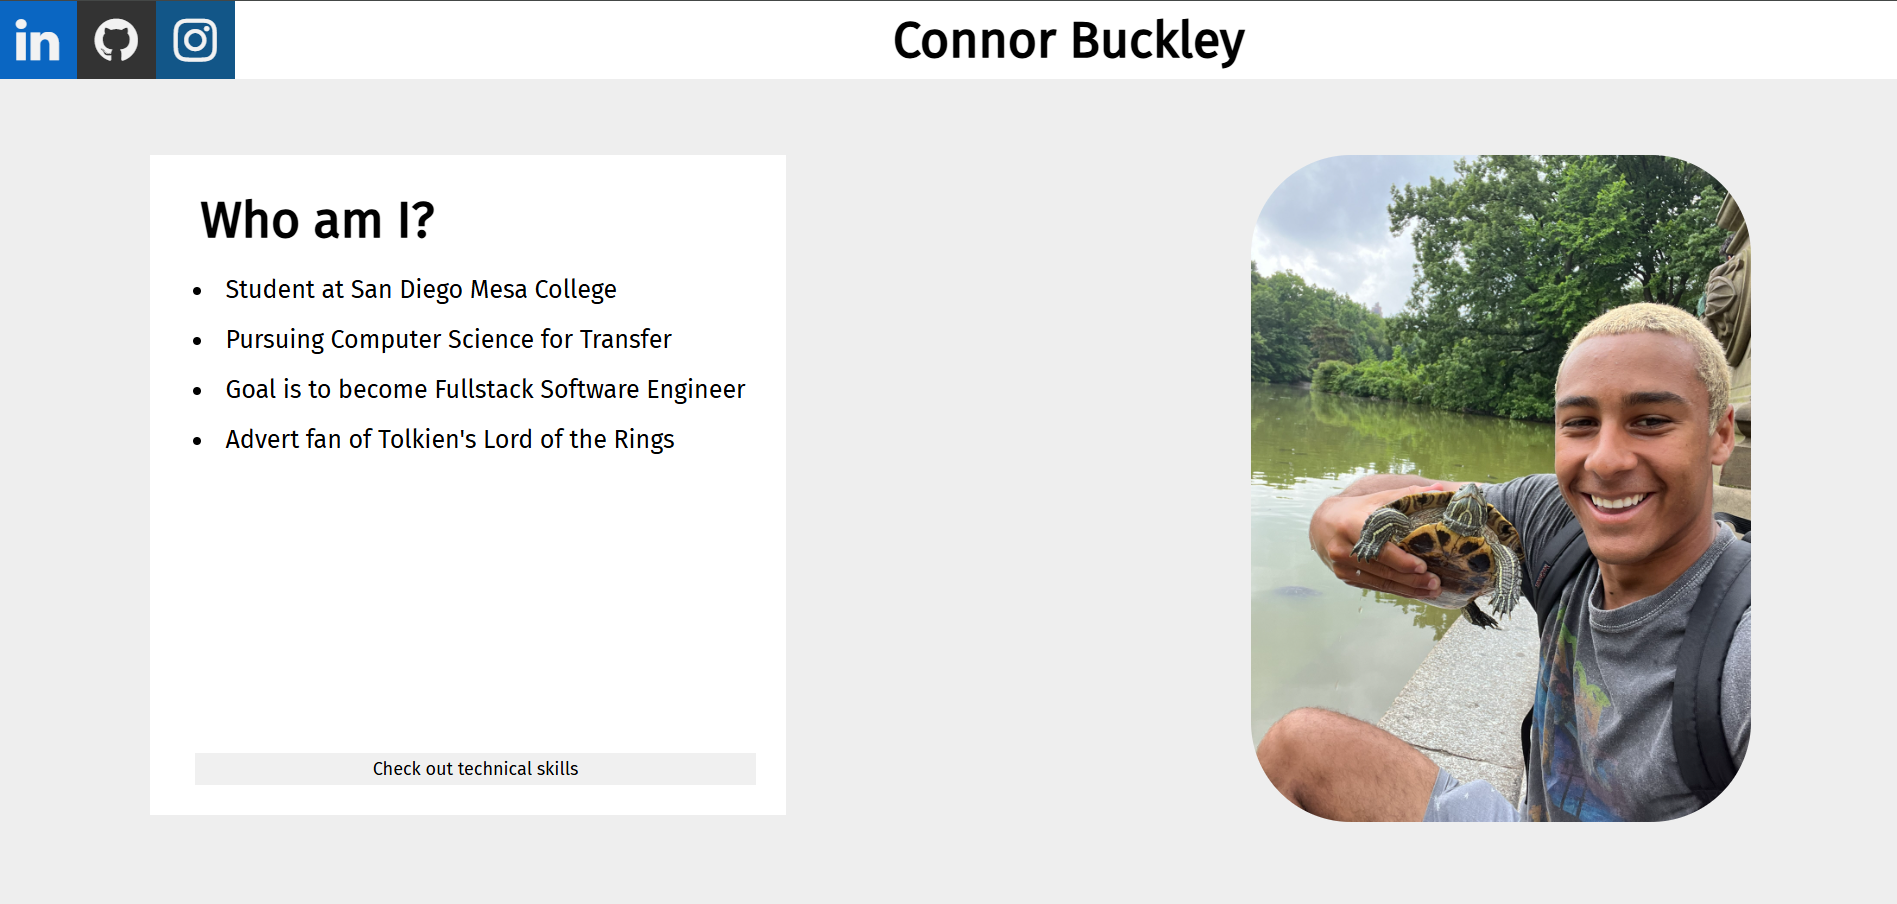 in
Connor Buckley
Who am I?
• Student at San Diego Mesa College
• Pursuing Computer Science for Transfer
• Goal is to become Fullstack Software Engineer
• Advert fan of Tolkien's Lord of the Rings
Check out technical skills